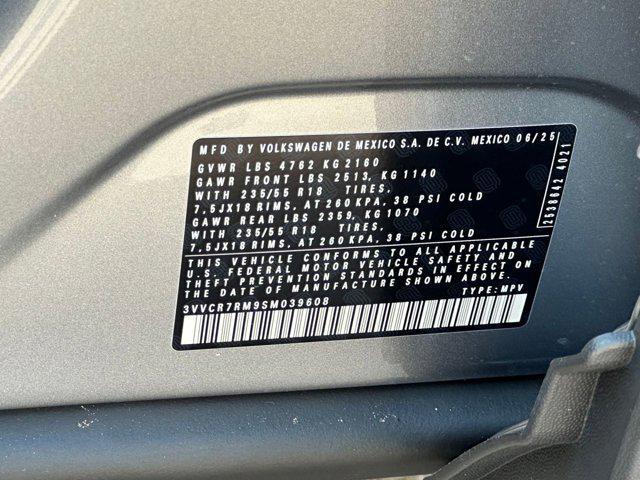 MFD BY VOLKSWAGEN DE MEXICO S.A. DE C.V. MEXICO 06/25
GVWR LBS 4762 KG 2160
GAWR FRONT LBS 2513, KG 1140
WITH 235/55 R18 TIRES,
7,5JX18 RIMS, AT 260 KPA, 38 PSI COLD
GAWR REAR LBS 2359, KG 1070
WITH 235/55 R18 TIRES,
7,5JX18 RIMS, AT 260 KPA, 38 PSI COLD
THIS VEHICLE CONFORMS TO ALL APPLICABLE
U.S. FEDERAL MOTOR VEHICLE SAFETY AND
THEFT PREVENTION STANDARDS IN EFFECT ON
THE DATE OF MANUFACTURE SHOWN ABOVE.
3VVCR7RM9SM039608 TYPE: MPV
2538642 4021